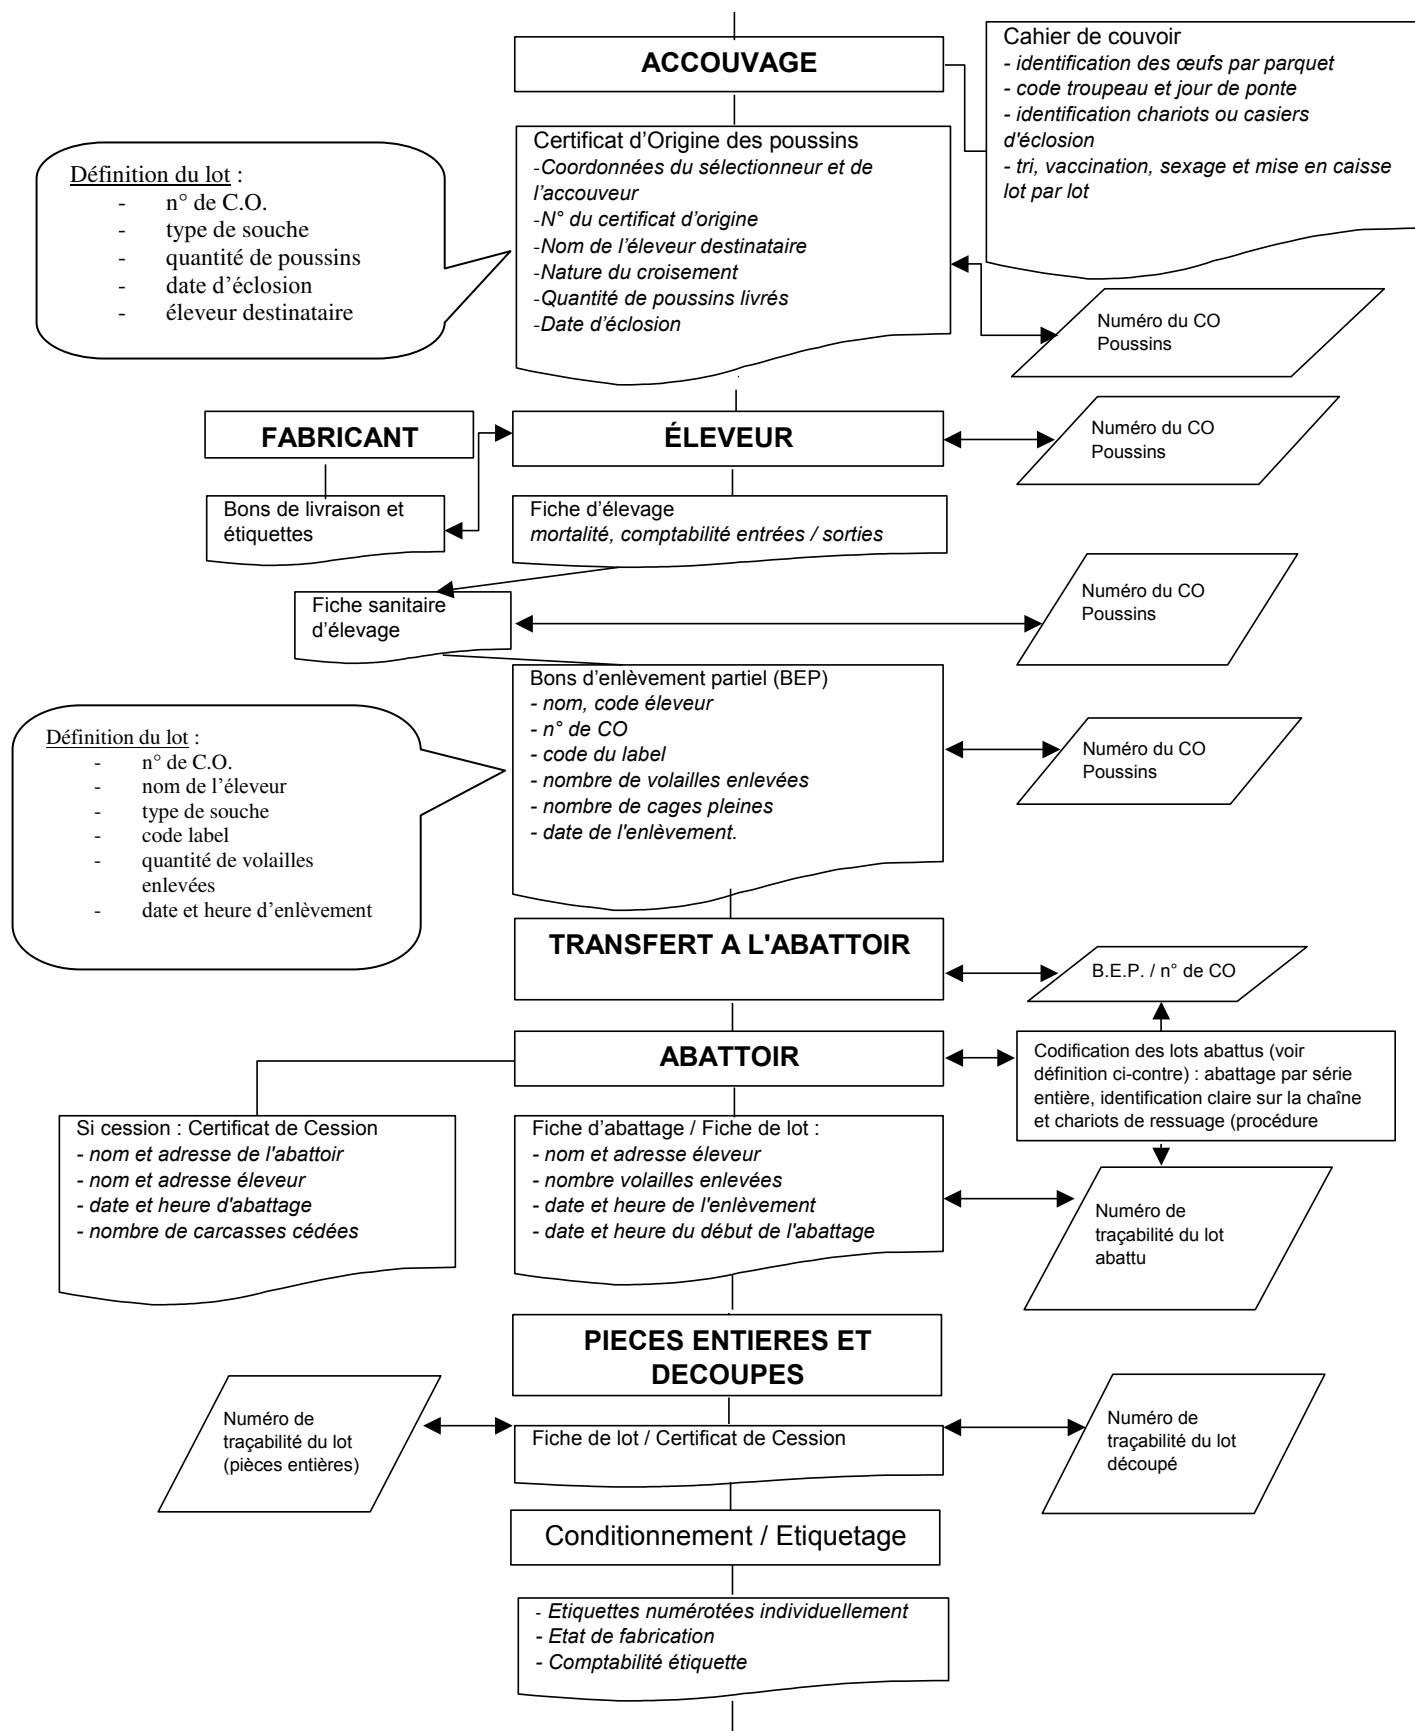 ACCOUVAGE
Cahier de couvoir
- identification des œufs par parquet
- code troupeau et jour de ponte
- identification chariots ou casiers
d'éclosion
- tri, vaccination, sexage et mise en caisse
lot par lot
Certificat d’Origine des poussins
-Coordonnées du sélectionneur et de
l’accouveur
-N° du certificat d’origine
-Nom de l’éleveur destinataire
-Nature du croisement
-Quantité de poussins livrés
-Date d’éclosion
Définition du lot :
- n° de C.O.
- type de souche
- quantité de poussins
- date d’éclosion
- éleveur destinataire
Numéro du CO
Poussins
FABRICANT
ÉLEVEUR
Numéro du CO
Poussins
Bons de livraison et
étiquettes
Fiche d’élevage
mortalité, comptabilité entrées / sorties
Fiche sanitaire
d’élevage
Numéro du CO
Poussins
Bons d’enlèvement partiel (BEP)
- nom, code éleveur
- n° de CO
- code du label
- nombre de volailles enlevées
- nombre de cages pleines
- date de l'enlèvement.
Définition du lot :
- n° de C.O.
- nom de l’éleveur
- type de souche
- code label
- quantité de volailles
enlevées
- date et heure d’enlèvement
Numéro du CO
Poussins
TRANSFERT A L'ABATTOIR
B.E.P. / n° de CO
ABATTOIR
Codification des lots abattus (voir
définition ci-contre) : abattage par série
entière, identification claire sur la chaîne
et chariots de ressuage (procédure
Si cession : Certificat de Cession
- nom et adresse de l'abattoir
- nom et adresse éleveur
- date et heure d'abattage
- nombre de carcasses cédées
Fiche d’abattage / Fiche de lot :
- nom et adresse éleveur
- nombre volailles enlevées
- date et heure de l'enlèvement
- date et heure du début de l'abattage
Numéro de
traçabilité du lot
abattu
PIECES ENTIERES ET
DECOUPES
Numéro de
traçabilité du lot
(pièces entières)
Fiche de lot / Certificat de Cession
Numéro de
traçabilité du lot
découpé
Conditionnement / Etiquetage
- Etiquettes numérotées individuellement
- Etat de fabrication
- Comptabilité étiquette